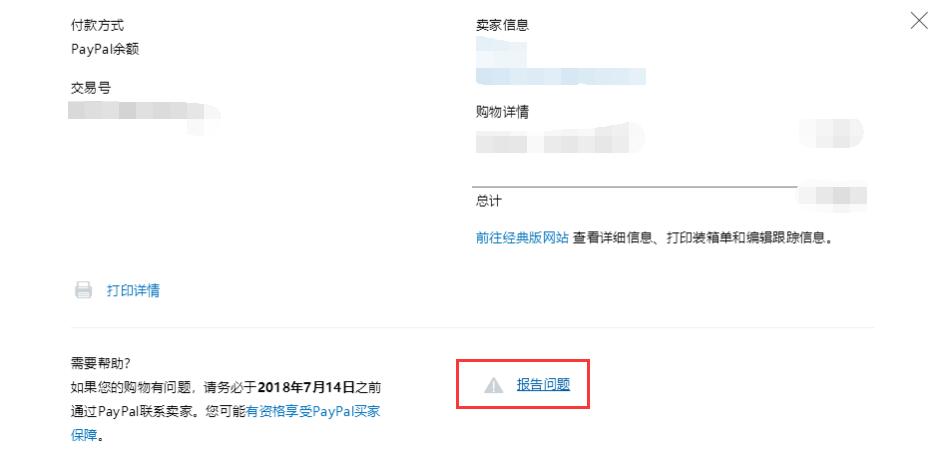 付款方式
PayPal余额
交易号
卖家信息
购物详情
总计
前往经典版网站 查看详细信息、打印装箱单和编辑跟踪信息。
打印详情
需要帮助?
如果您的购物有问题，请务必于2018年7月14日之前
通过PayPal联系卖家。您可能有资格享受PayPal买家
保障。
报告问题